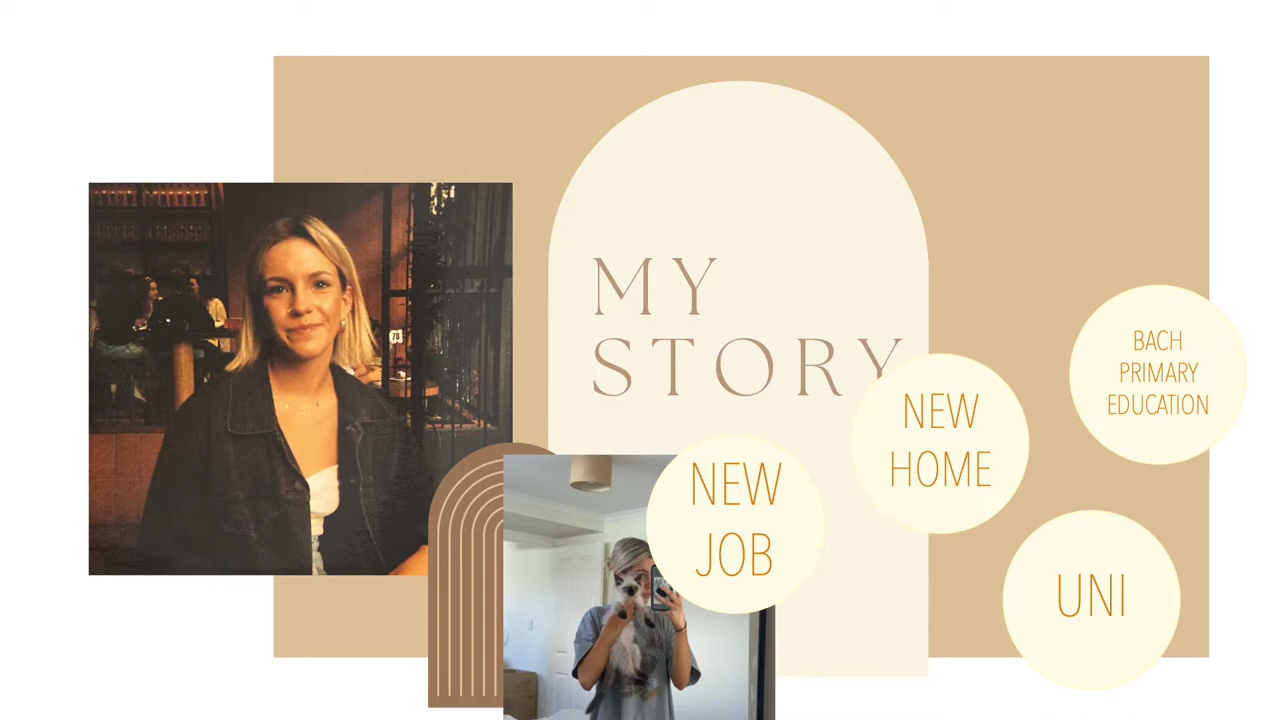 MY
STORY
NEW
JOB
NEW
HOME
BACH
PRIMARY
EDUCATION
UNI